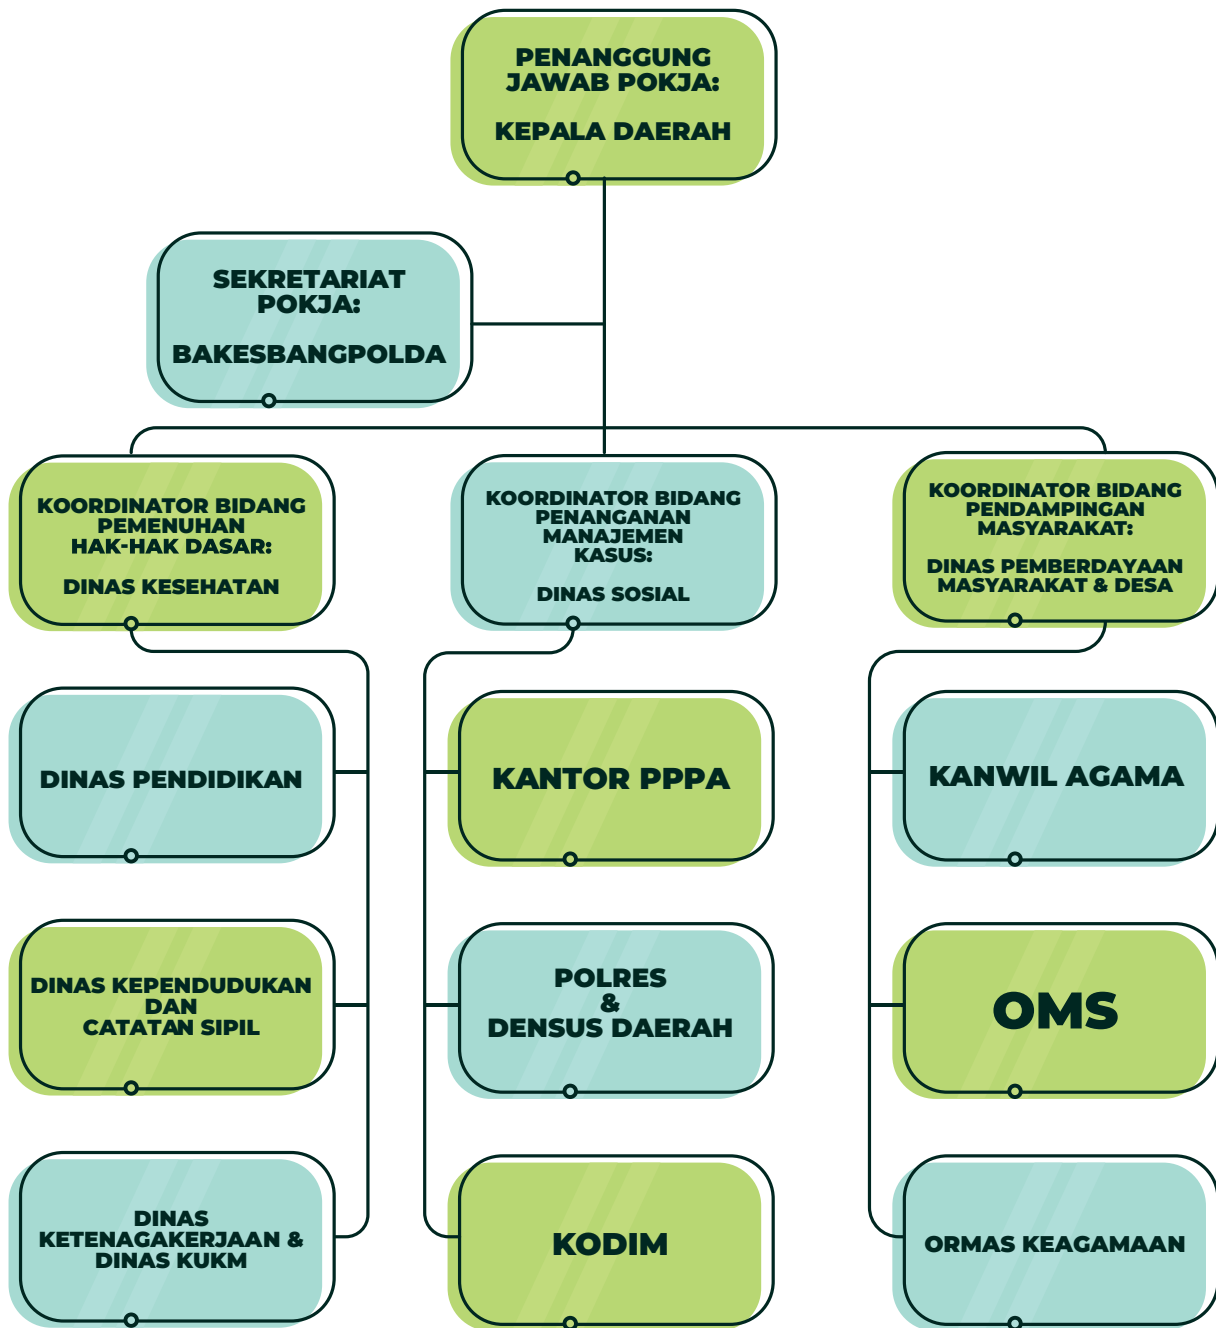 PENANGGUNG
JAWAB POKJA:
KEPALA DAERAH
SEKRETARIAT
POKJA:
BAKESBANGPOLDA
KOORDINATOR BIDANG
PEMENUHAN
HAK-HAK DASAR:
DINAS KESEHATAN
KOORDINATOR BIDANG
PENANGANAN
MANAJEMEN
KASUS:
DINAS SOSIAL
KOORDINATOR BIDANG
PENDAMPINGAN
MASYARAKAT:
DINAS PEMBERDAYAAN
MASYARAKAT & DESA
DINAS PENDIDIKAN
KANTOR PPPA
KANWIL AGAMA
DINAS KEPENDUDUKAN
DAN
CATATAN SIPIL
POLRES
&
DENSUS DAERAH
OMS
DINAS
KETENAGAKERJAAN &
DINAS KUKM
KODIM
ORMAS KEAGAMAAN